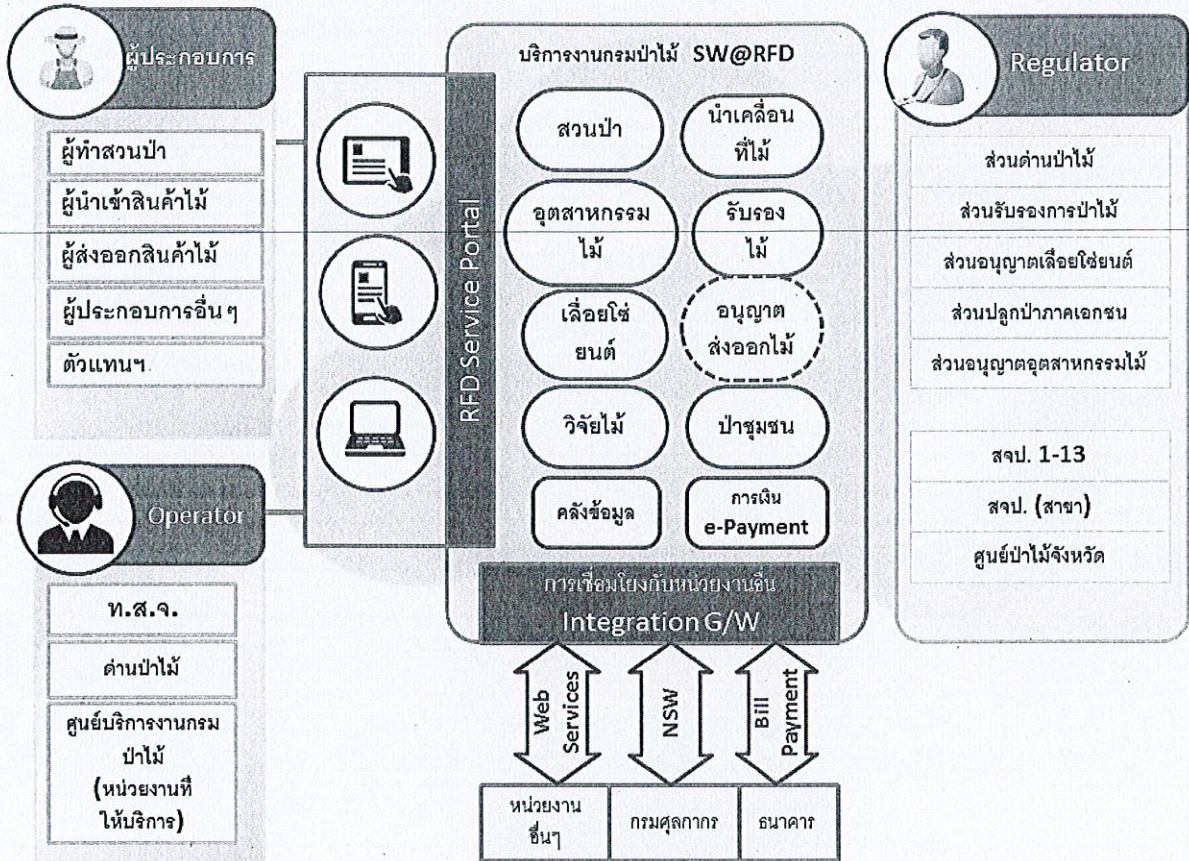 ผู้ประกอบการ
ผู้ทำสวนป่า
ผู้นำเข้าสินค้าไม้
ผู้ส่งออกสินค้าไม้
ผู้ประกอบการอื่น ๆ
ตัวแทนฯ
Operator
ท.ส.จ.
ด่านป่าไม้
ศูนย์บริการงานกรม
ป่าไม้
(หน่วยงานที่
ให้บริการ)
RFD Service Portal
บริการงานกรมป่าไม้ SW@RFD
สวนป่า
นำเคลื่อน
ที่ไม้
อุตสาหกรรม
ไม้
รับรอง
ไม้
เลื่อยโซ่
ยนต์
อนุญาต
ส่งออกไม้
วิจัยไม้
ป่าชุมชน
คลังข้อมูล
การเงิน
e-Payment
การเชื่อมโยงกับหน่วยงานอื่น
Integration G/W
Web
Services
NSW
Bill
Payment
หน่วยงาน
อื่นๆ
กรมศุลกากร
ธนาคาร
Regulator
ส่วนด่านป่าไม้
ส่วนรับรองการป่าไม้
ส่วนอนุญาตเลื่อยโซ่ยนต์
ส่วนปลูกป่าภาคเอกชน
ส่วนอนุญาตอุตสาหกรรมไม้
สจป. 1-13
สจป. (สาขา)
ศูนย์ป่าไม้จังหวัด